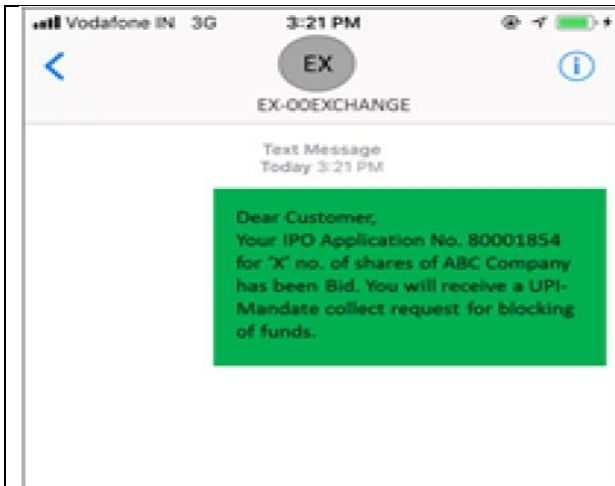 Vodafone IN 3G 3:21 PM
EX
EX-00EXCHANGE
Text Message
Today 3:21 PM
Dear Customer,
Your IPO Application No. 80001854
for 'X' no. of shares of ABC Company
has been Bid. You will receive a UPI-
Mandate collect request for blocking
of funds.